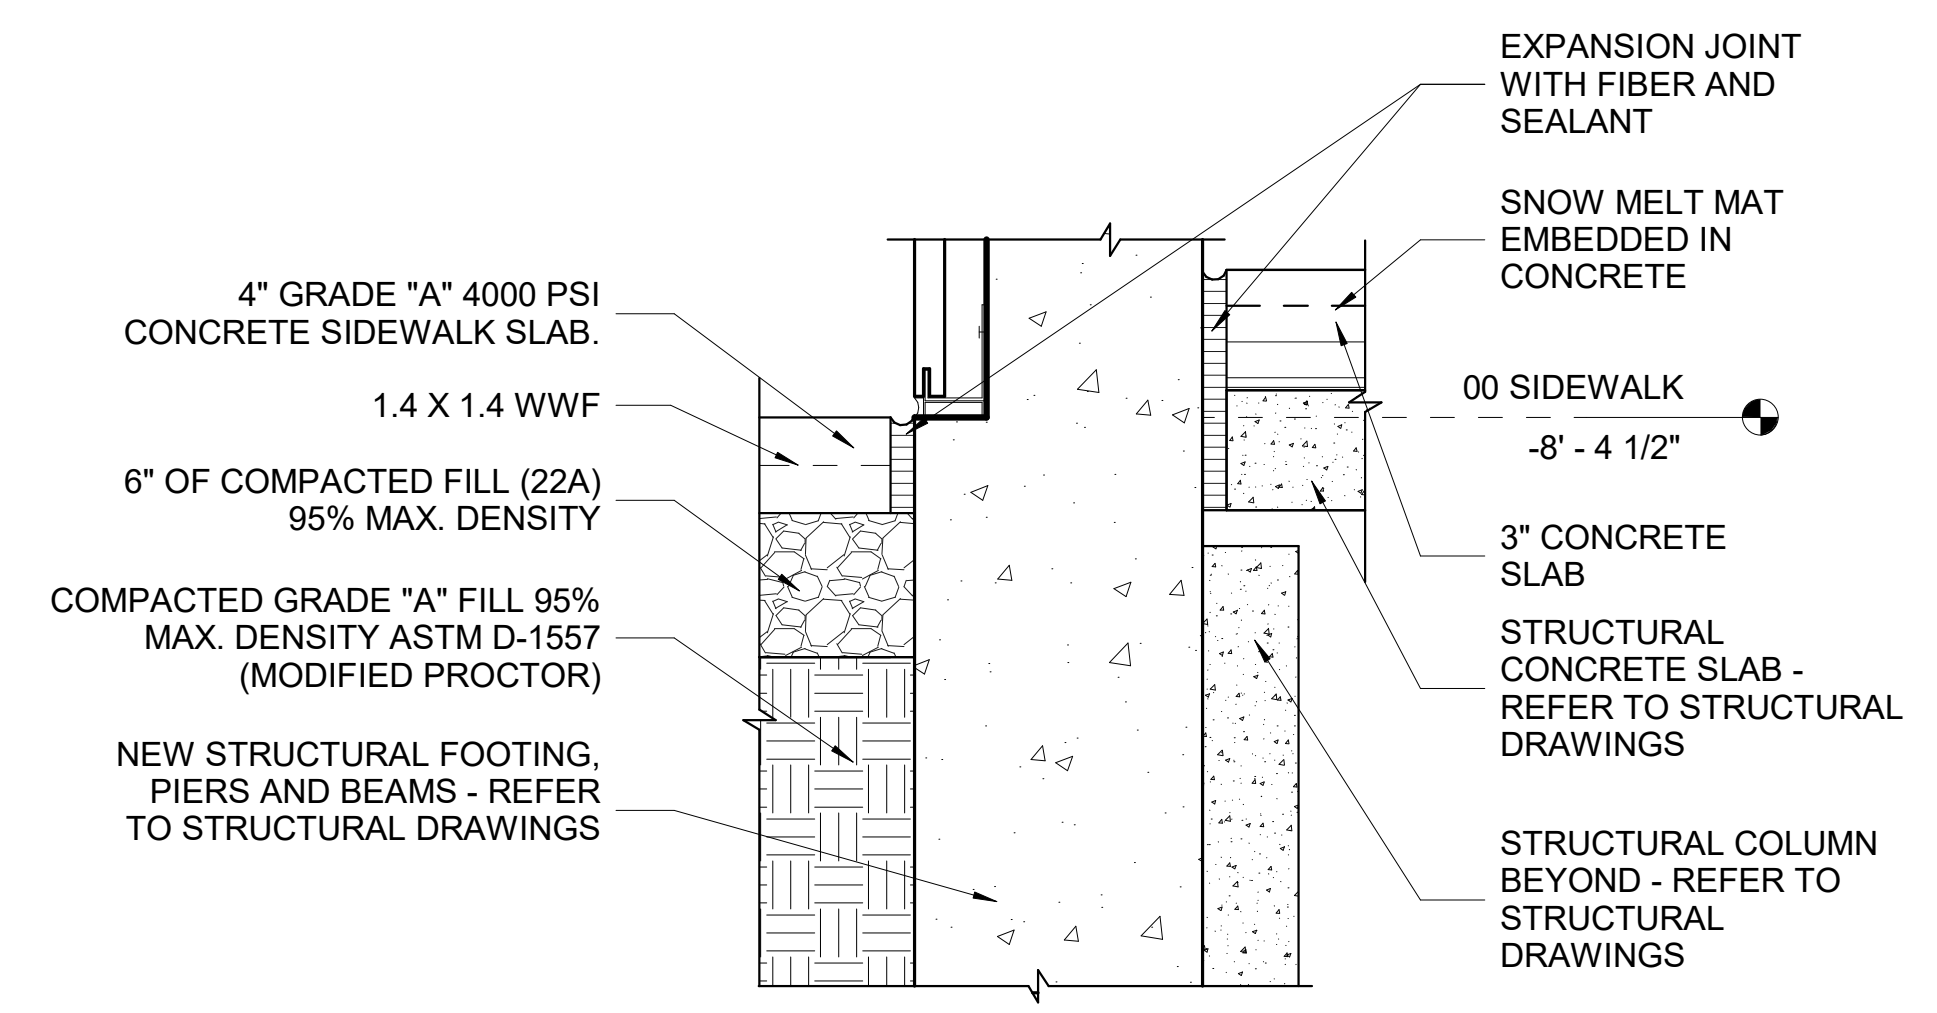 4" GRADE "A" 4000 PSI
CONCRETE SIDEWALK SLAB.
1.4 X 1.4 WWF
6" OF COMPACTED FILL (22A)
95% MAX. DENSITY
COMPACTED GRADE "A" FILL 95%
MAX. DENSITY ASTM D-1557
(MODIFIED PROCTOR)
NEW STRUCTURAL FOOTING,
PIERS AND BEAMS - REFER
TO STRUCTURAL DRAWINGS
EXPANSION JOINT
WITH FIBER AND
SEALANT
SNOW MELT MAT
EMBEDDED IN
CONCRETE
00 SIDEWALK
-8' - 4 1/2"
3" CONCRETE
SLAB
STRUCTURAL
CONCRETE SLAB -
REFER TO STRUCTURAL
DRAWINGS
STRUCTURAL COLUMN
BEYOND - REFER TO
STRUCTURAL
DRAWINGS